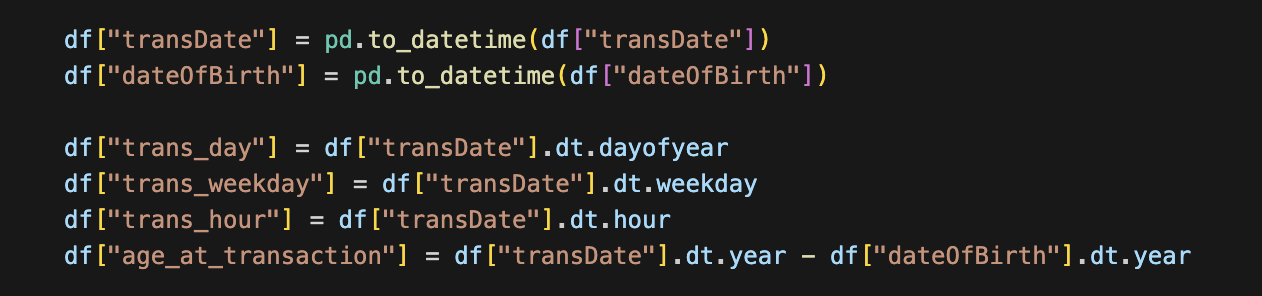 df["transDate"] = pd.to_datetime(df["transDate"])
df["dateOfBirth"] = pd.to_datetime(df["dateOfBirth"])
df["trans_day"] = df["transDate"].dt.dayofyear
df["trans_weekday"] = df["transDate"].dt.weekday
df["trans_hour"] = df["transDate"].dt.hour
df["age_at_transaction"] = df["transDate"].dt.year - df["dateOfBirth"].dt.year